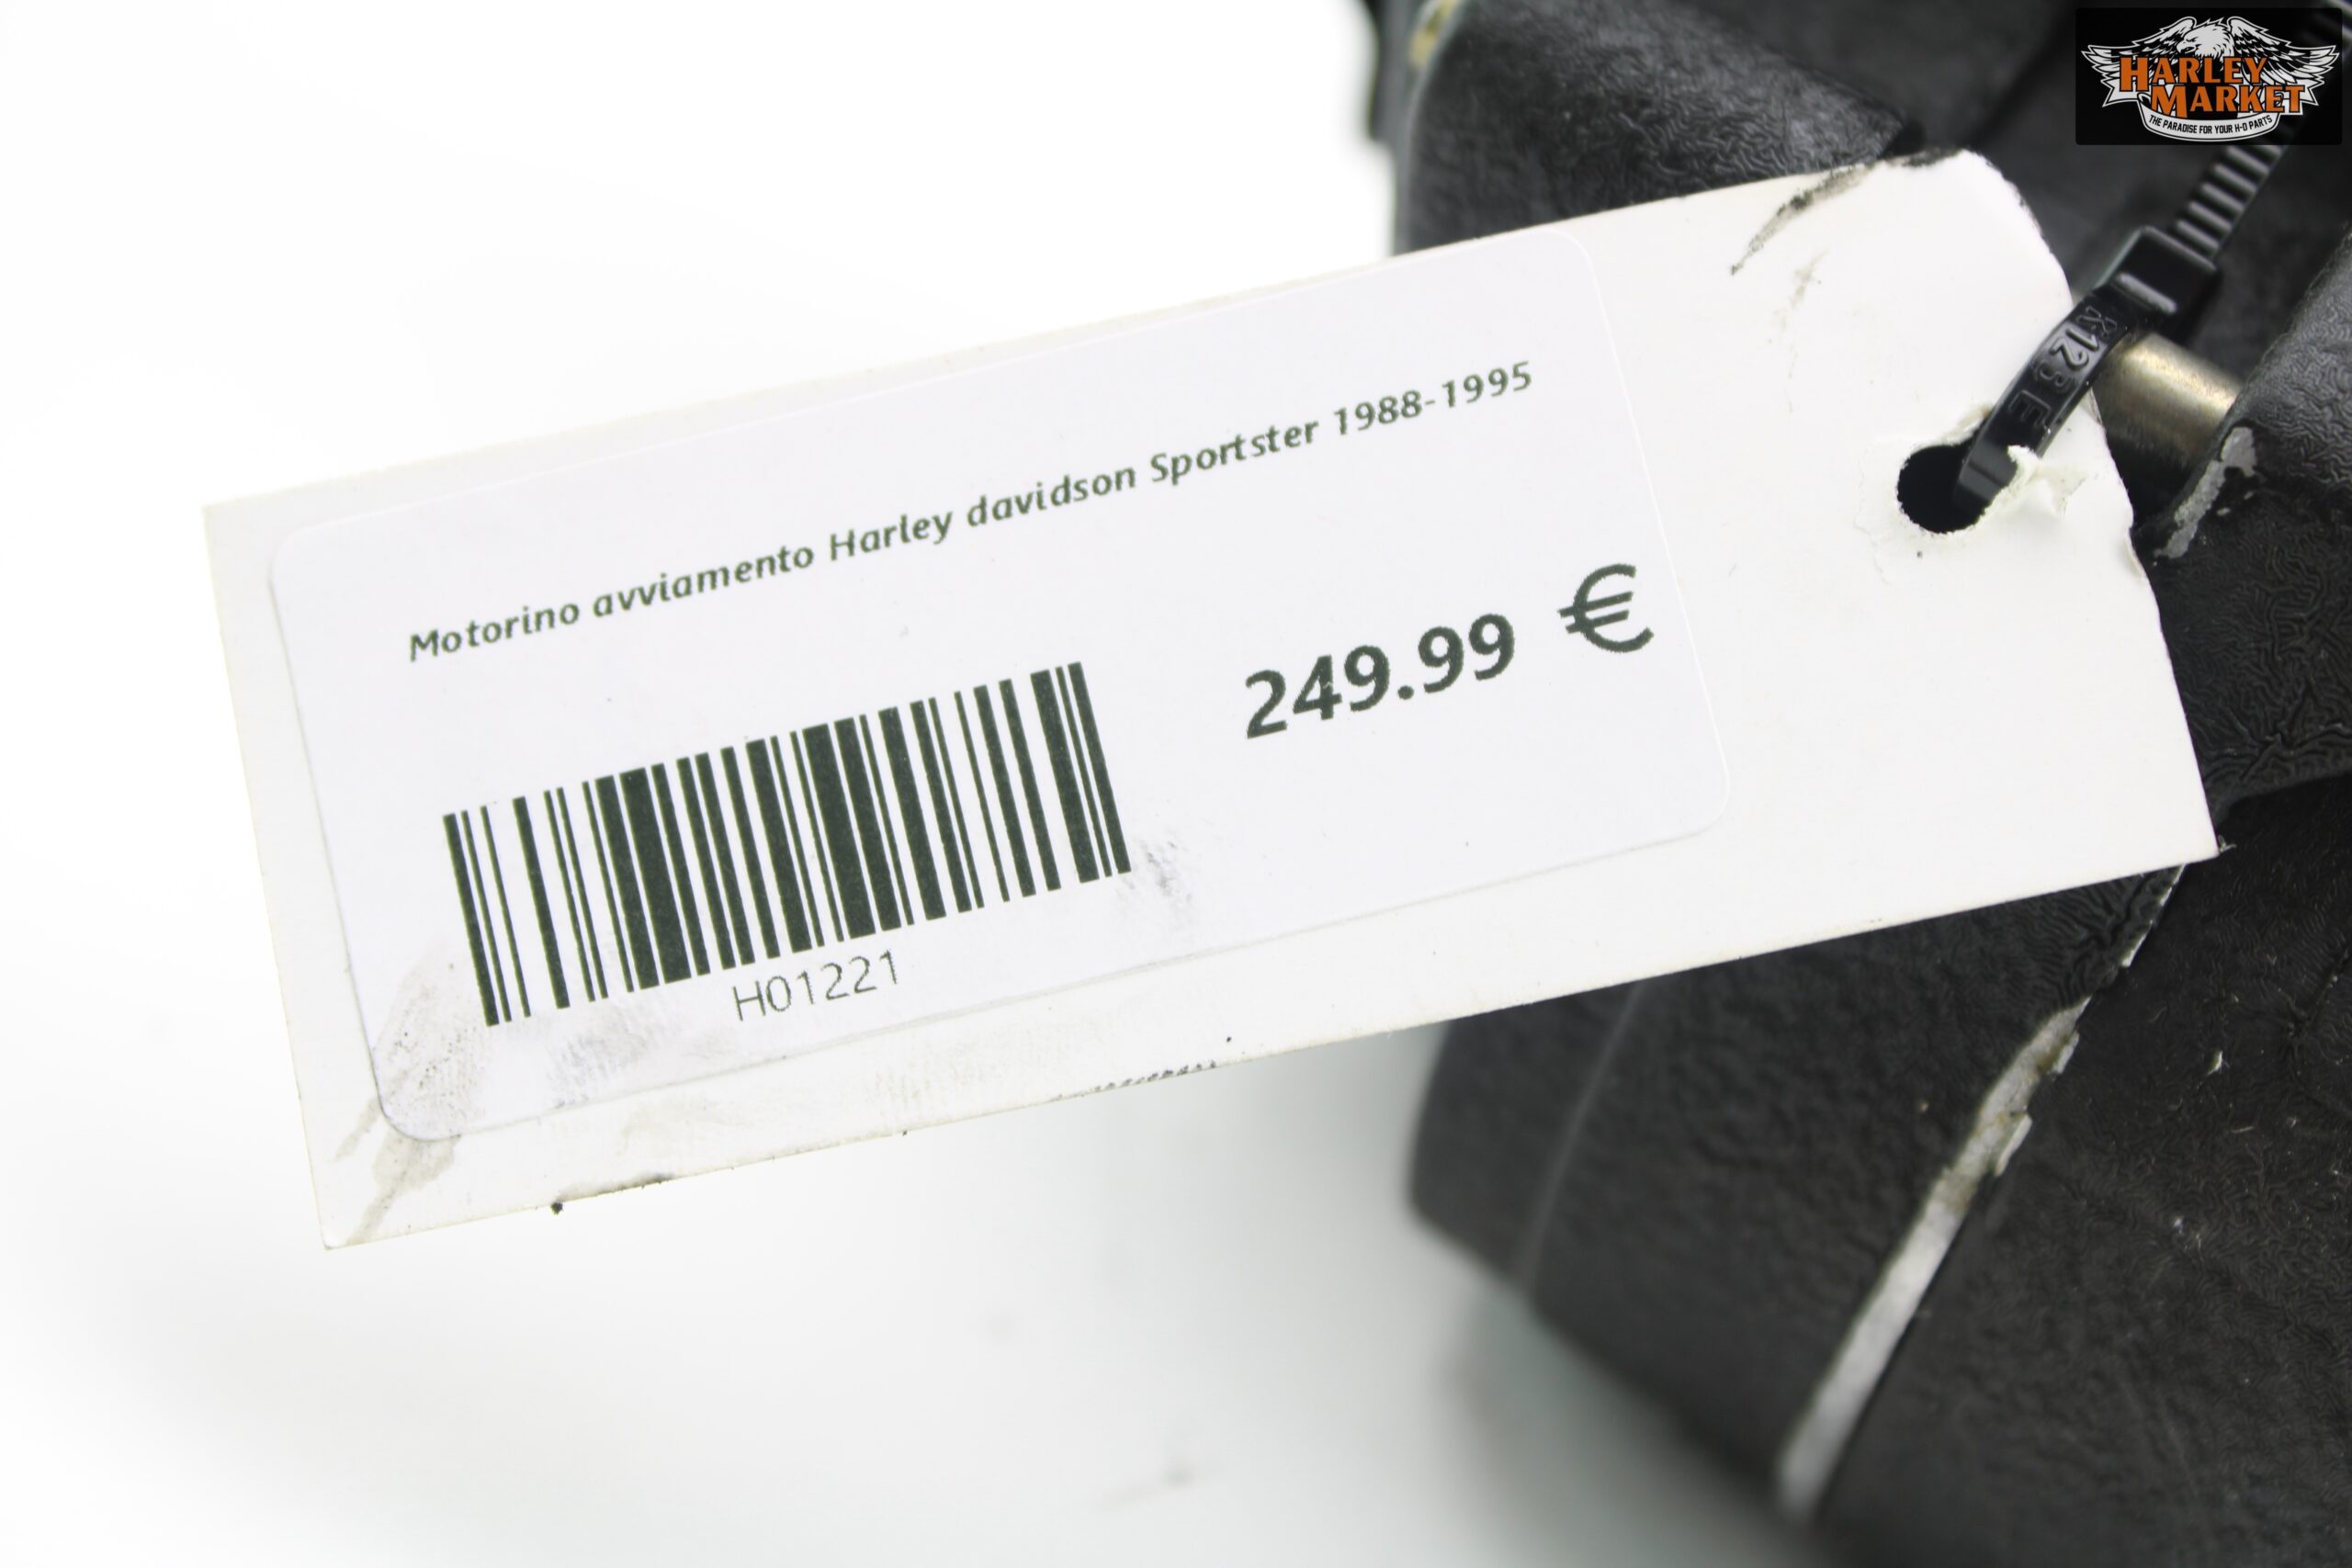 HARLEY
MARKET
THE PARADISE FOR YOUR H-D PARTS
Motorino avviamento Harley davidson Sportster 1988-1995
249.99 €
H01221